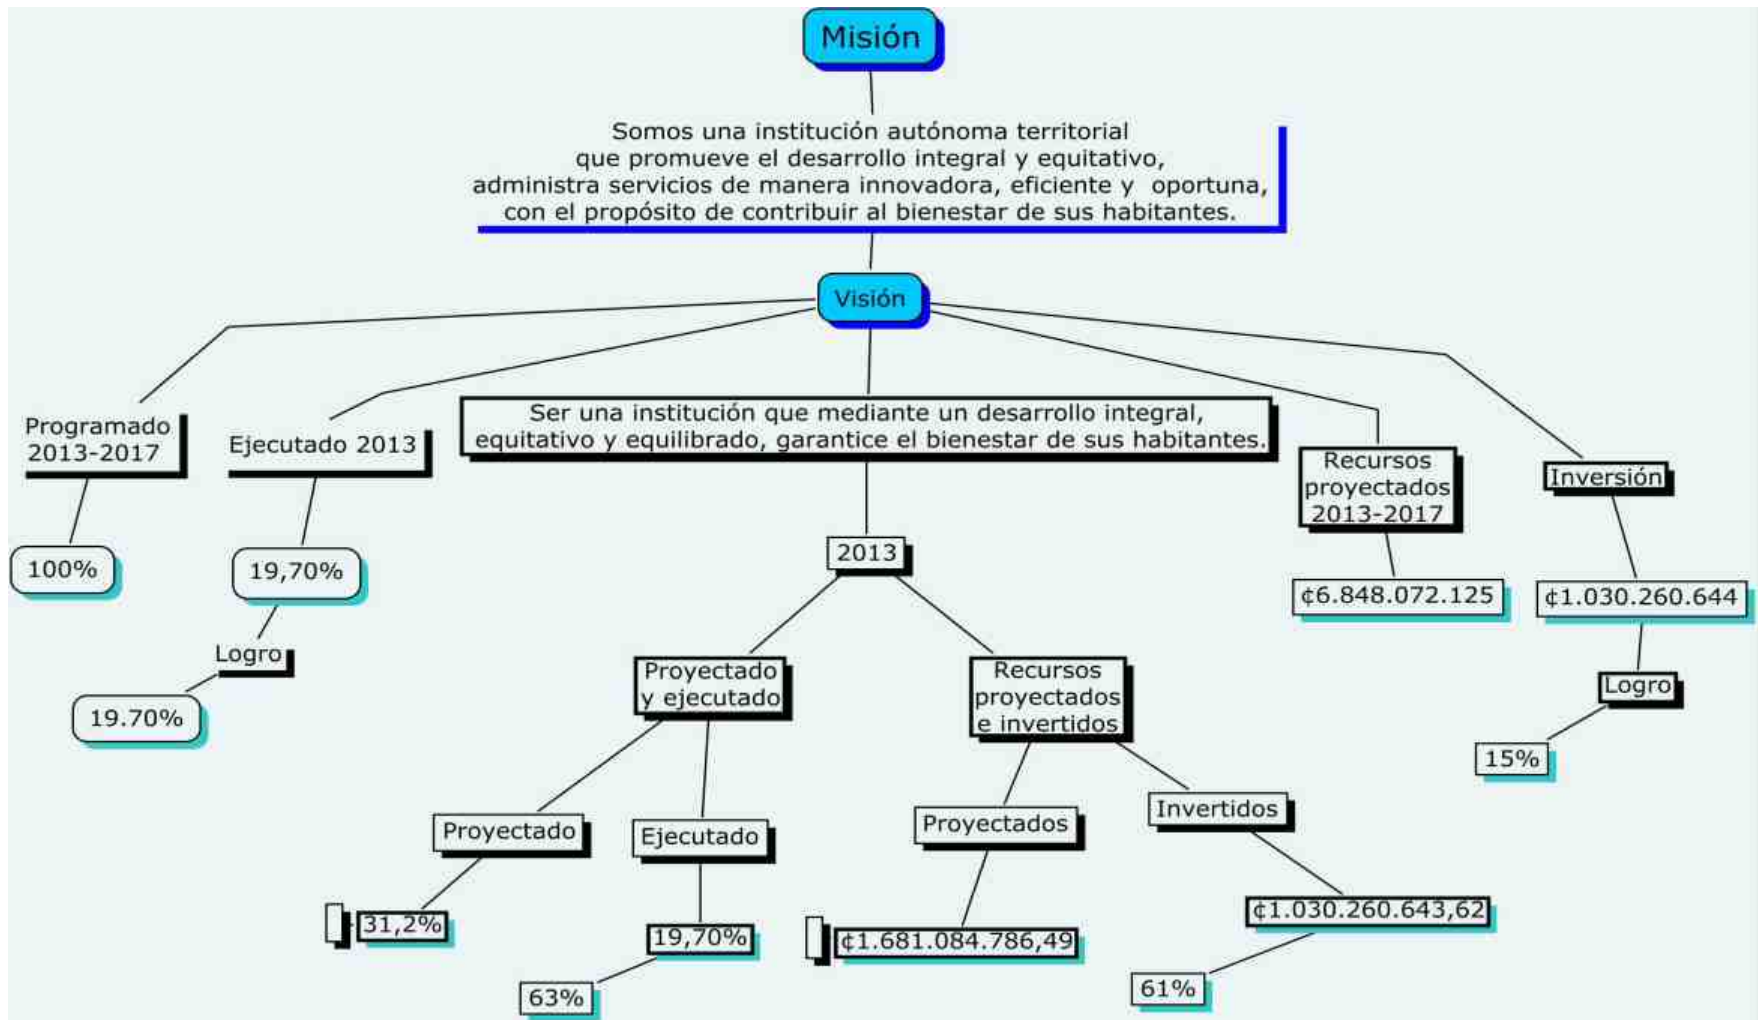 Misión
Somos una institución autónoma territorial
que promueve el desarrollo integral y equitativo,
administra servicios de manera innovadora, eficiente y oportuna,
con el propósito de contribuir al bienestar de sus habitantes.
Visión
Programado
2013-2017
100%
Ejecutado 2013
19,70%
Logro
19.70%
Ser una institución que mediante un desarrollo integral,
equitativo y equilibrado, garantice el bienestar de sus habitantes.
2013
Proyectado
y ejecutado
Proyectado
31,2%
Ejecutado
19,70%
63%
Recursos
proyectados
e invertidos
Proyectados
¢1.681.084.786,49
Invertidos
¢1.030.260.643,62
61%
Recursos
proyectados
2013-2017
¢6.848.072.125
Inversión
¢1.030.260.644
Logro
15%